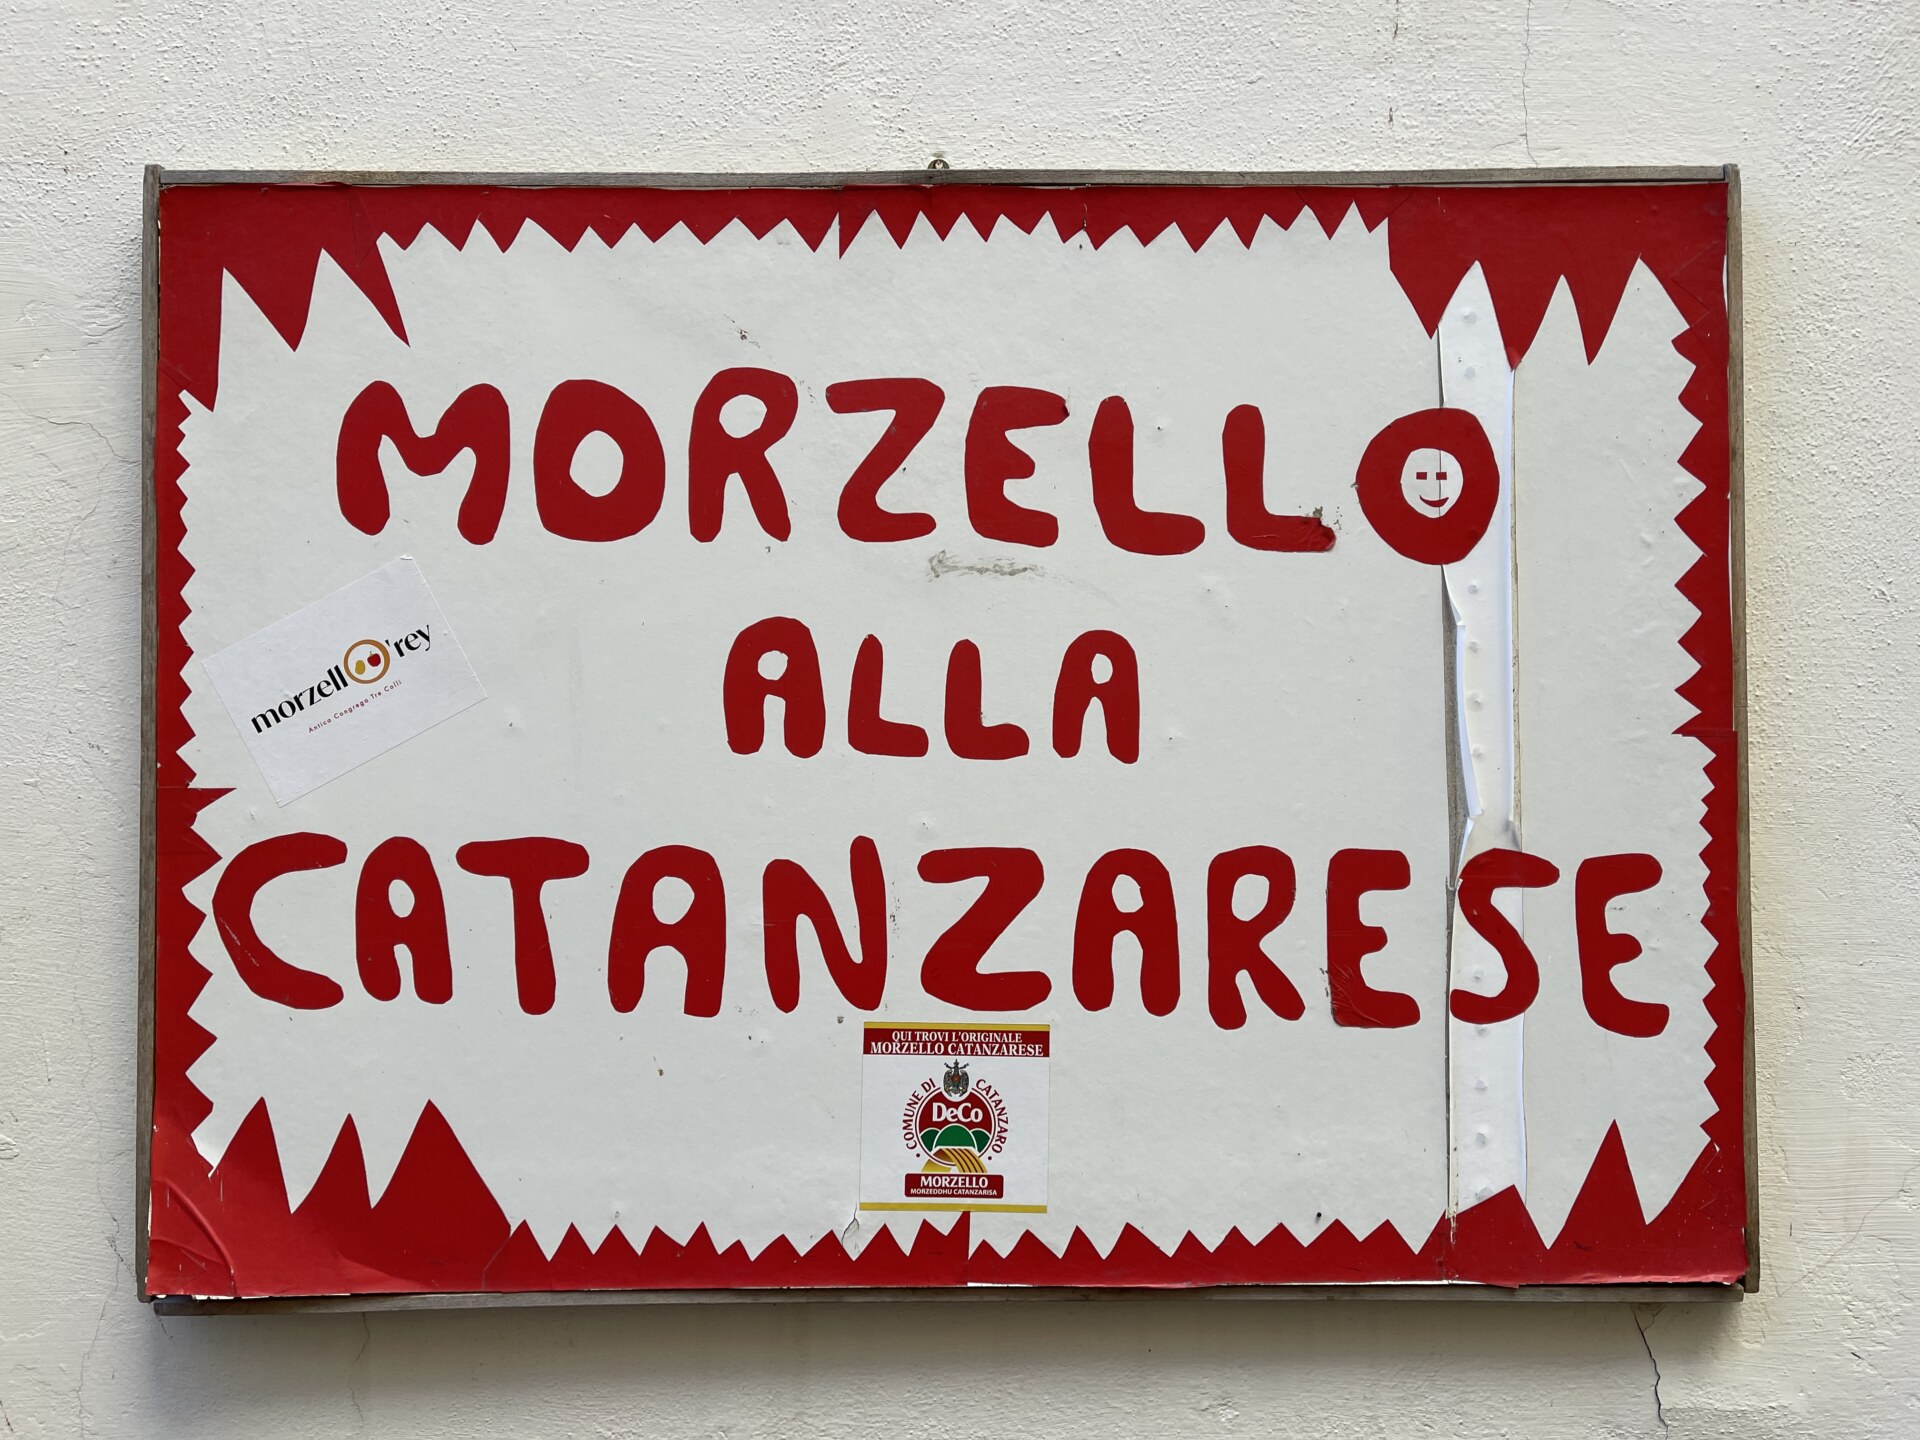 MORZELLO
morzellO'rey
Antica Congrega Tre Colli
ALLA
CATANZARESE
QUI TROVI L'ORIGINALE
MORZELLO CATANZARESE
COMUNE DI CATANZARO
DeCo
MORZELLO
MORZEDDHU CATANZARISA